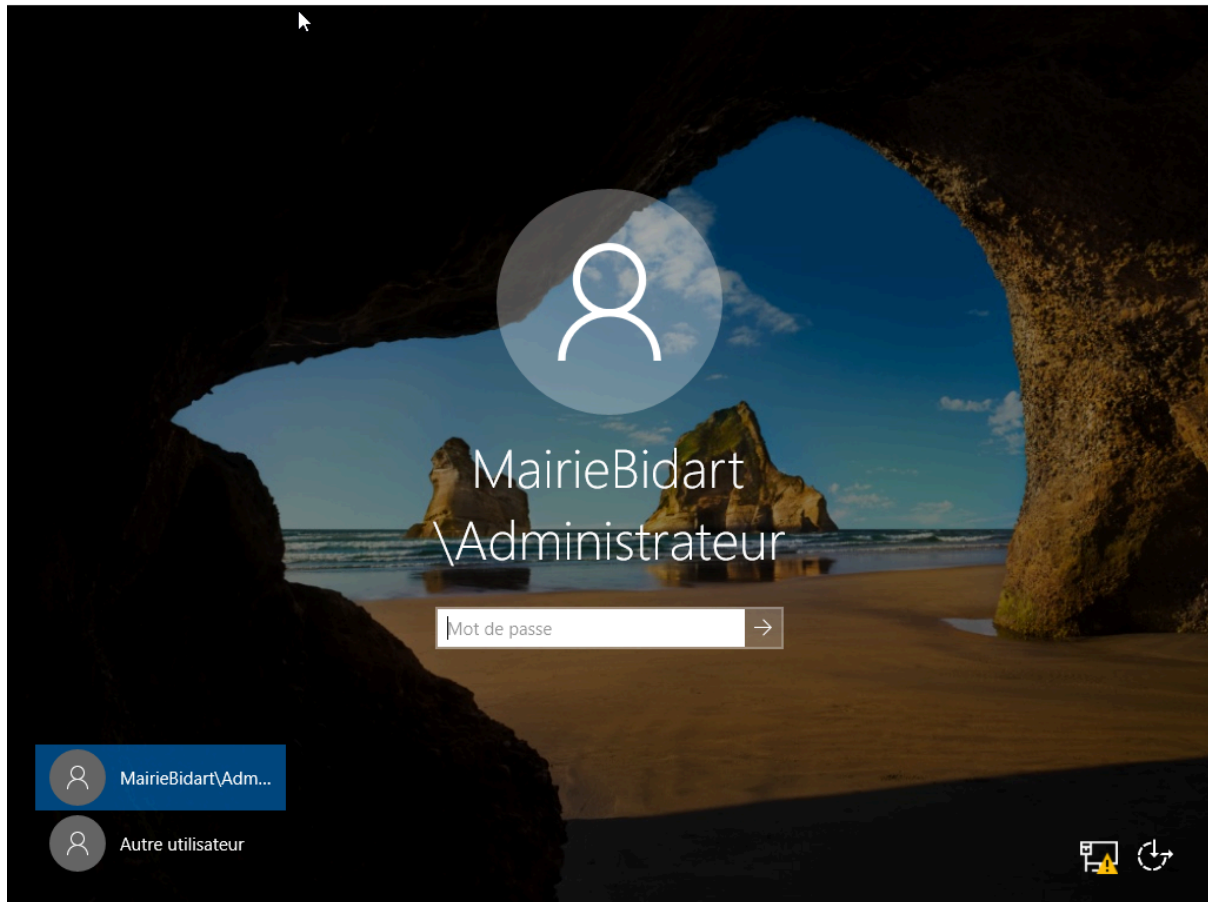 MairieBidart
\Administrateur
Mot de passe
MairieBidart\Adm...
Autre utilisateur